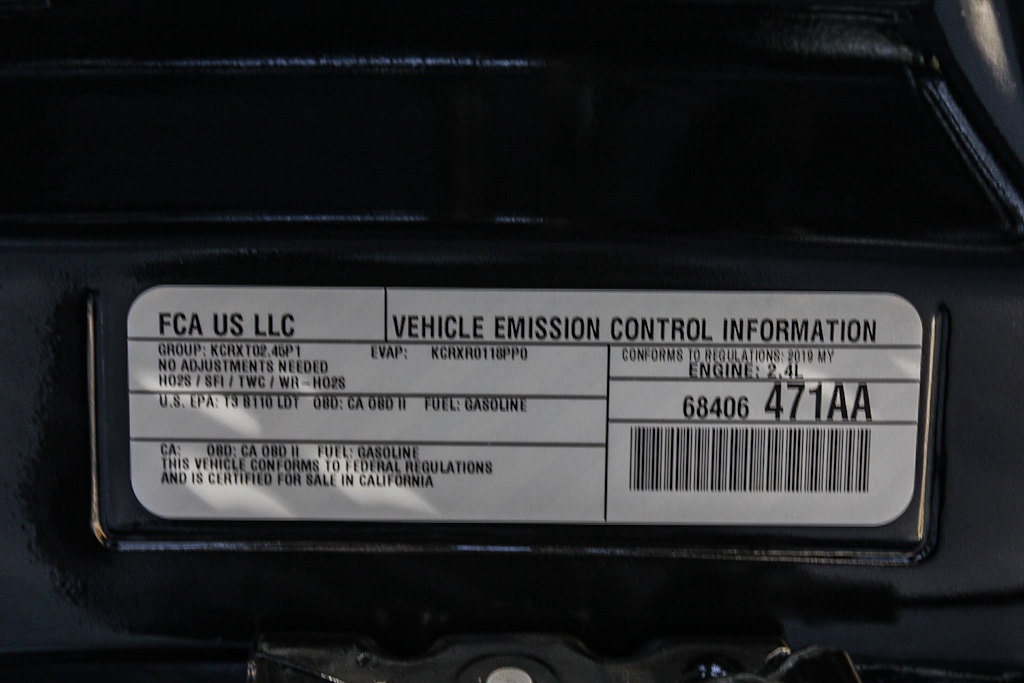 FCA US LLC
VEHICLE EMISSION CONTROL INFORMATION
GROUP: KCRXT02.45P1 EVAP: KCRXR0118PP0
NO ADJUSTMENTS NEEDED
HO2S / SFI / TWC / WR-HO2S
U.S. EPA: T3 B110 LDT OBD: CA OBD II FUEL: GASOLINE
CA: OBD: CA OBD II FUEL: GASOLINE
THIS VEHICLE CONFORMS TO FEDERAL REGULATIONS
AND IS CERTIFIED FOR SALE IN CALIFORNIA
CONFORMS TO REGULATIONS: 2019 MY
ENGINE: 2.4L
68406 471AA